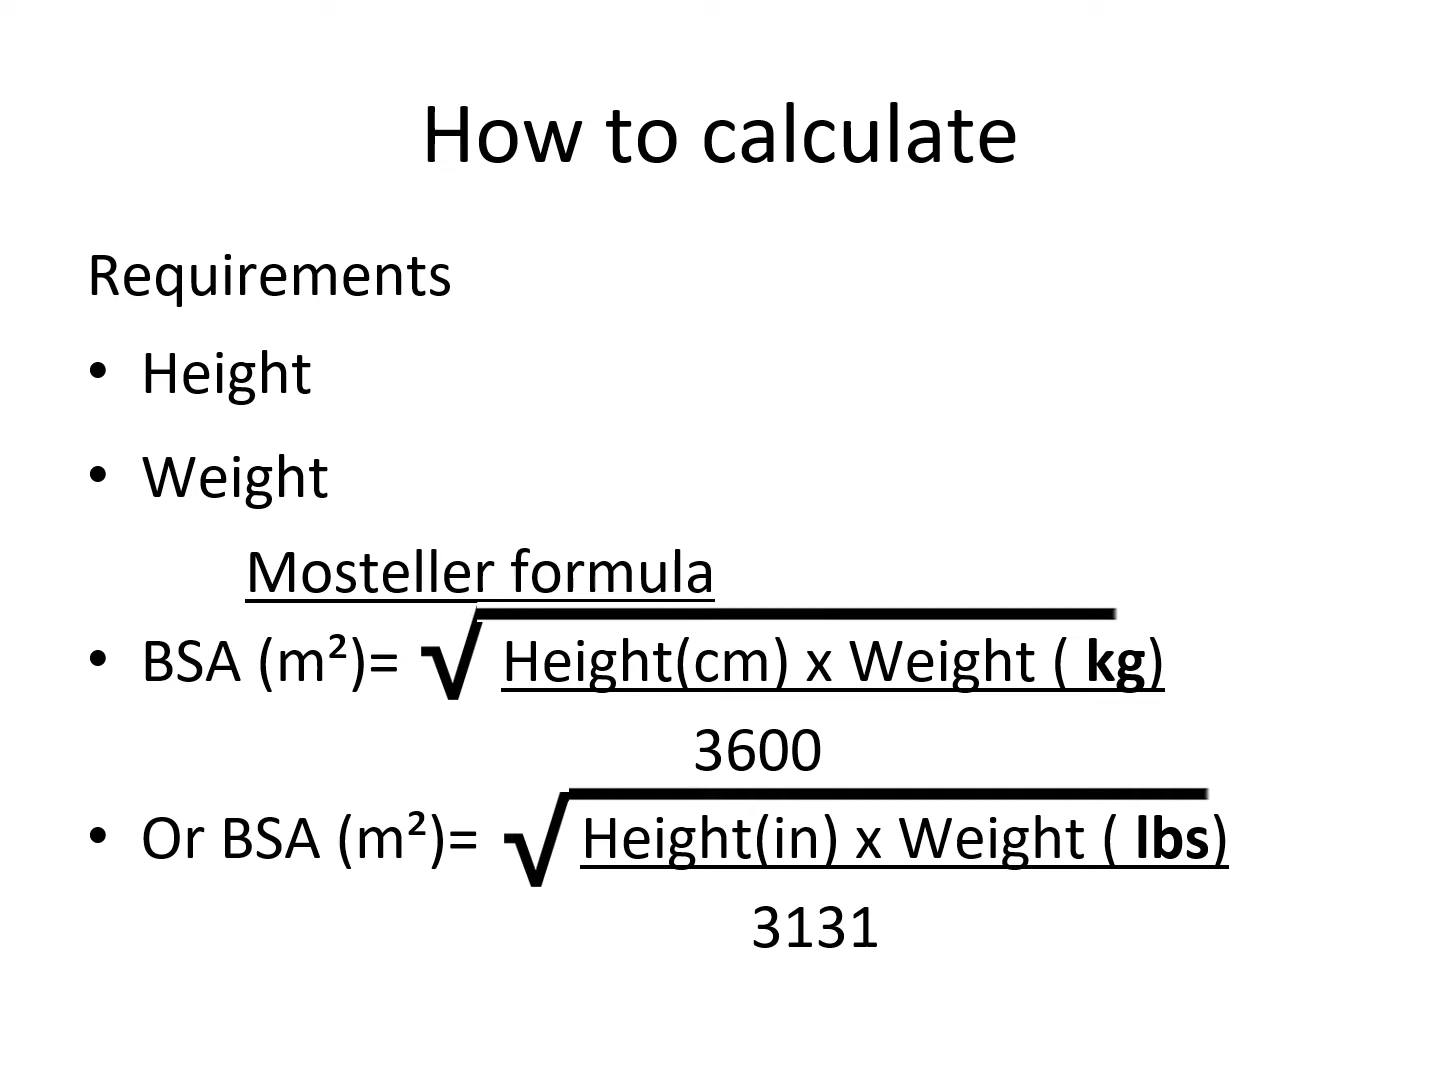 How to calculate
Requirements
• Height
• Weight
Mosteller formula
• BSA (m²)= √ Height(cm) x Weight ( kg)
3600
• Or BSA (m²)= √ Height(in) x Weight ( lbs)
3131